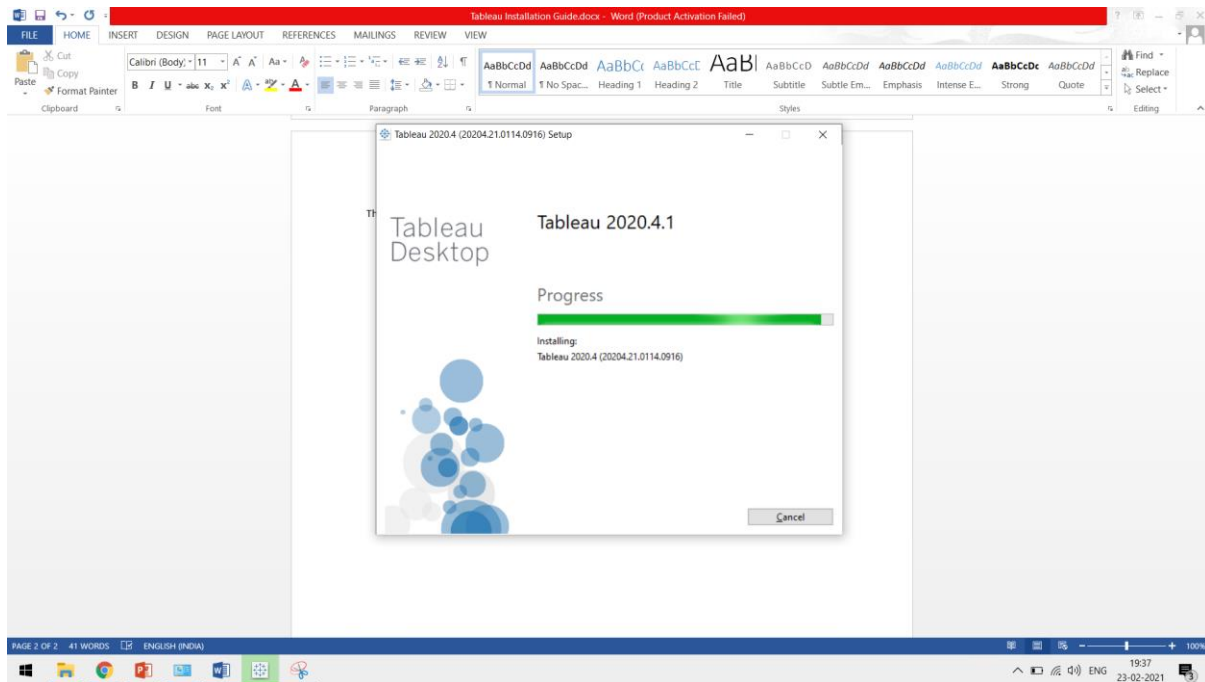 Tableau Installation Guide.docx - Word (Product Activation Failed)
FILE HOME INSERT DESIGN PAGE LAYOUT REFERENCES MAILINGS REVIEW VIEW
Paste
Cut
Copy
Format Painter
Clipboard
Calibri (Body) 11
Font
Paragraph
AaBbCcDd AaBbCcDd AaBbCc AaBbCcC AaBl AaBbCcD AaBbCcDd AaBbCcDd AaBbCcDd AaBbCcDc AaBbCcDd
¶ Normal ¶ No Spac... Heading 1 Heading 2 Title Subtitle Subtle Em... Emphasis Intense E... Strong Quote
Styles
Find
Replace
Select
Editing
Tableau 2020.4 (20204.21.0114.0916) Setup
Tableau
Desktop
Tableau 2020.4.1
Progress
Installing:
Tableau 2020.4 (20204.21.0114.0916)
Cancel
PAGE 2 OF 2 41 WORDS ENGLISH (INDIA) 100%
ENG
19:37
23-02-2021